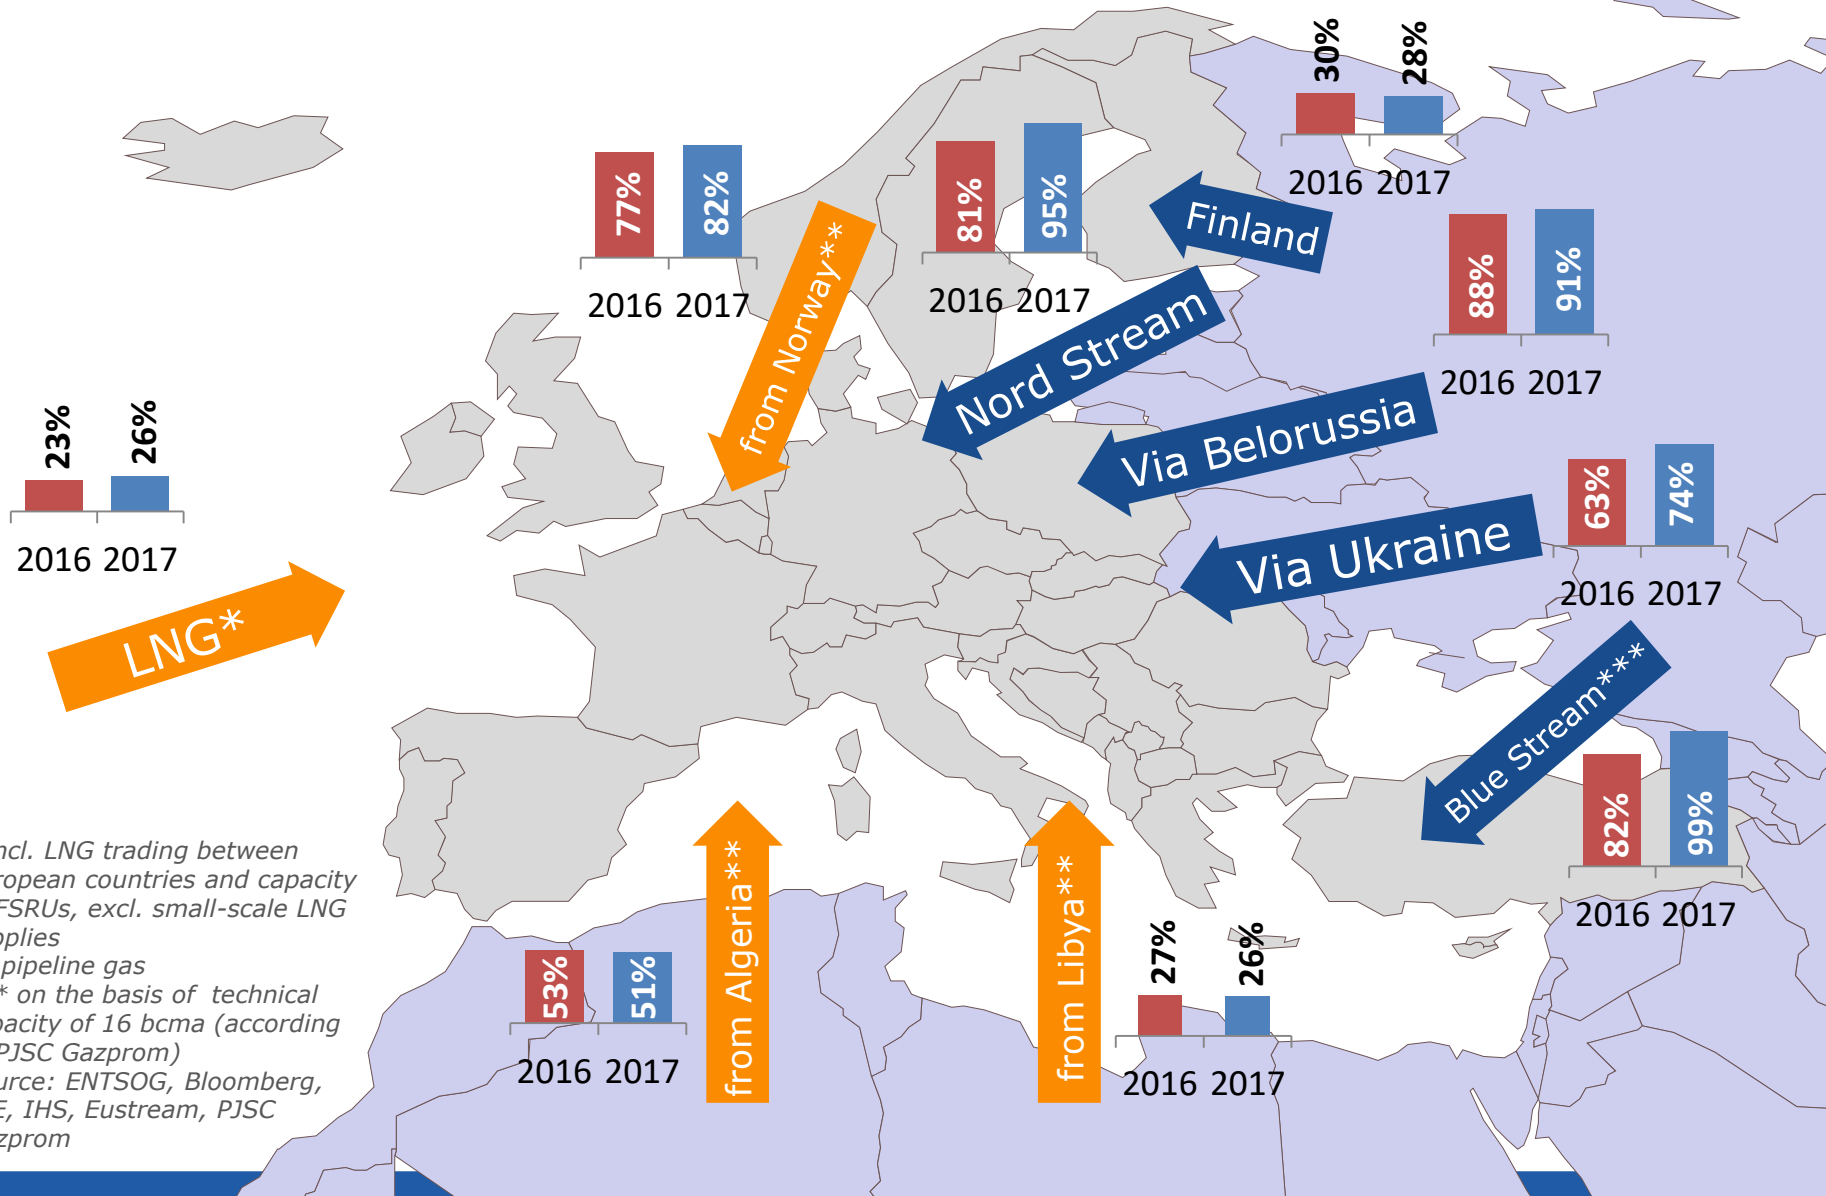 30% 28%
2016 2017
77% 82%
2016 2017
81% 95%
2016 2017
Finland
88% 91%
2016 2017
from Norway**
Nord Stream
Via Belorussia
23% 26%
2016 2017
63% 74%
2016 2017
Via Ukraine
LNG*
Blue Stream***
82% 99%
2016 2017
ncl. LNG trading between
ropean countries and capacity
FSRUs, excl. small-scale LNG
pplies
pipeline gas
* on the basis of technical
pacity of 16 bcma (according
PJSC Gazprom)
urce: ENTSOG, Bloomberg,
E, IHS, Eustream, PJSC
zprom
53% 51%
2016 2017
from Algeria**
from Libya**
27% 26%
2016 2017